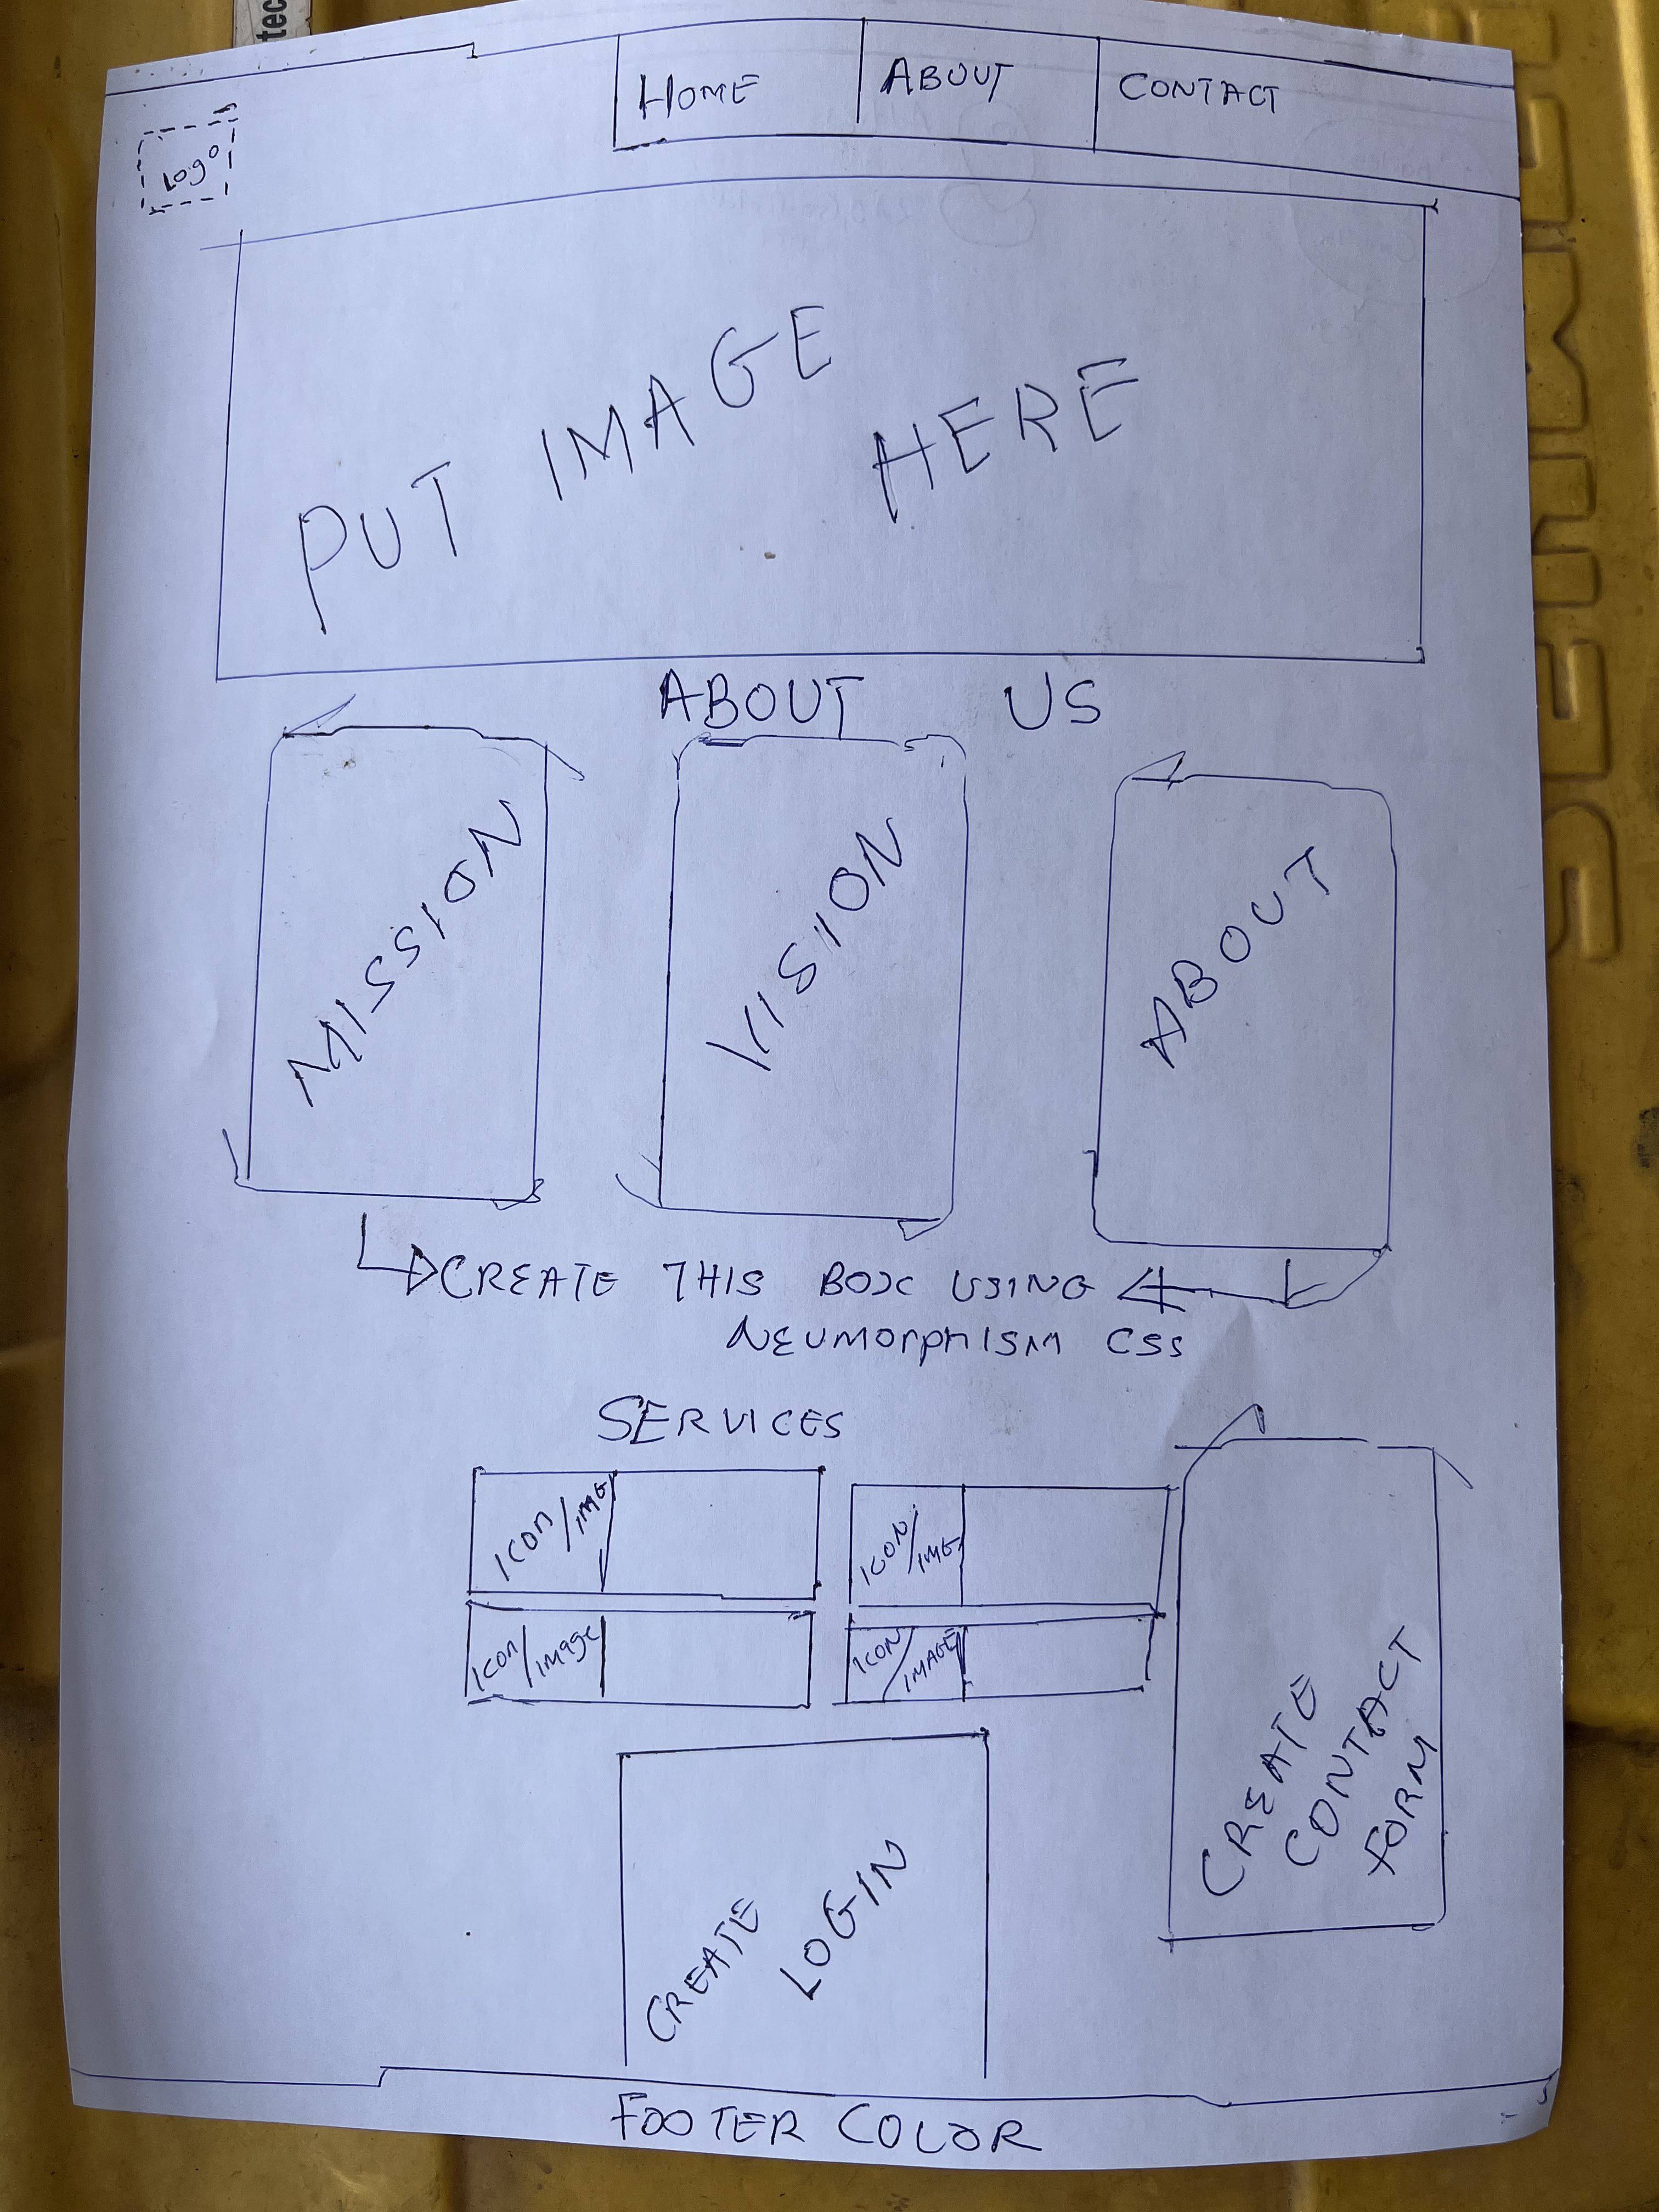 tec
HOME ABOUT CONTACT
Logo
PUT IMAGE HERE
ABOUT US
MISSION
VISION
ABOUT
CREATE THIS BOX USING
NEUMORPHISM CSS
SERVICES
ICON/IMG
ICON/IMG
ICON/Image
ICON/IMAGE
CREATE
CONTACT
FORM
CREATE
LOGIN
FOOTER COLOR